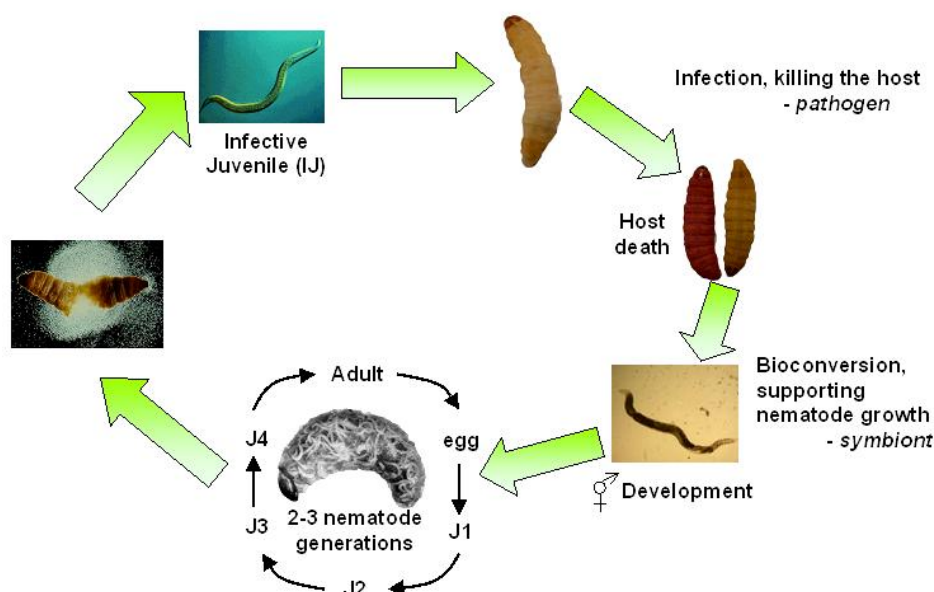 Infective
Juvenile (IJ)
Infection, killing the host
- pathogen
Host
death
Bioconversion,
supporting
nematode growth
- symbiont
Development
Adult
egg
J1
J2
J3
J4
2-3 nematode
generations